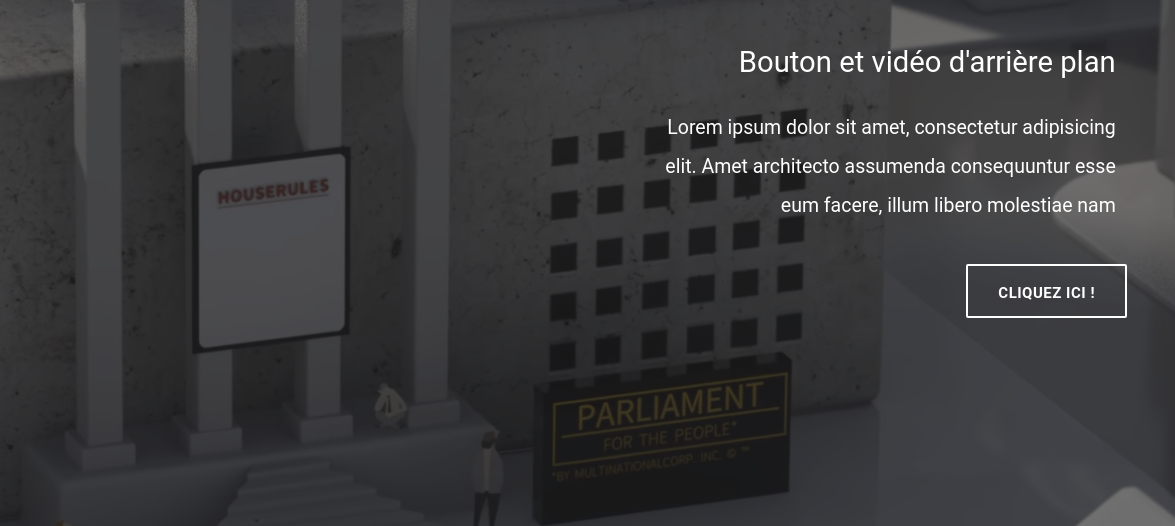 Bouton et vidéo d'arrière plan
Lorem ipsum dolor sit amet, consectetur adipisicing
elit. Amet architecto assumenda consequuntur esse
eum facere, illum libero molestiae nam
CLIQUEZ ICI !
HOUSERULES
PARLIAMENT
FOR THE PEOPLE*
*BY MULTINATIONALCORP. INC. © ™